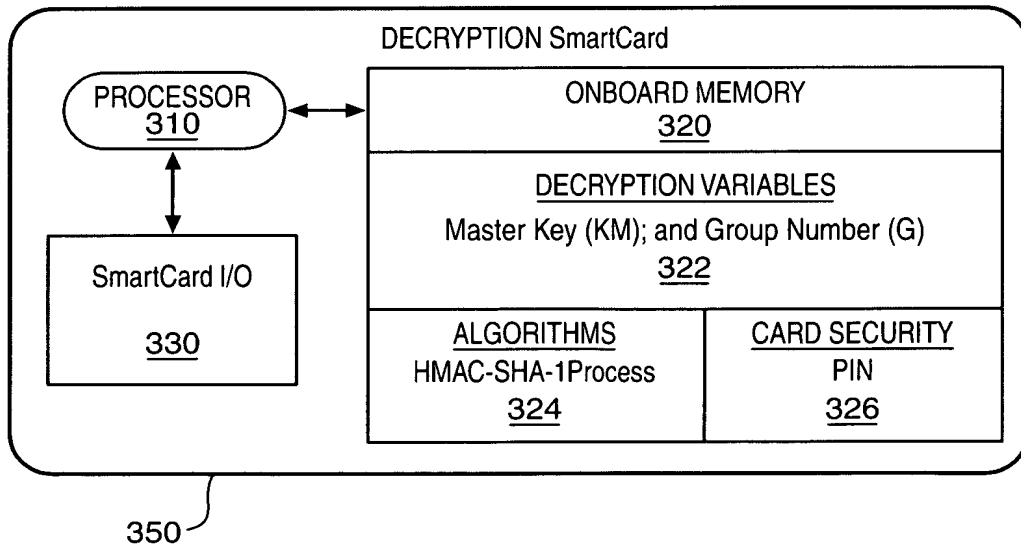 DECRYPTION SmartCard
PROCESSOR
310
SmartCard I/O
330
ONBOARD MEMORY
320
DECRYPTION VARIABLES
Master Key (KM); and Group Number (G)
322
ALGORITHMS
HMAC-SHA-1Process
324
CARD SECURITY
PIN
326
350